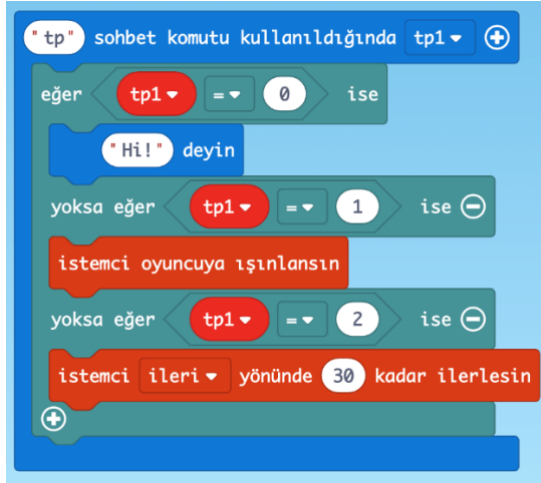 "tp" sohbet komutu kullanıldığında tp1
eğer tp1 = 0 ise
"Hi!" deyin
yoksa eğer tp1 = 1 ise
istemci oyuncuya ışınlansın
yoksa eğer tp1 = 2 ise
istemci ileri yönünde 30 kadar ilerlesin